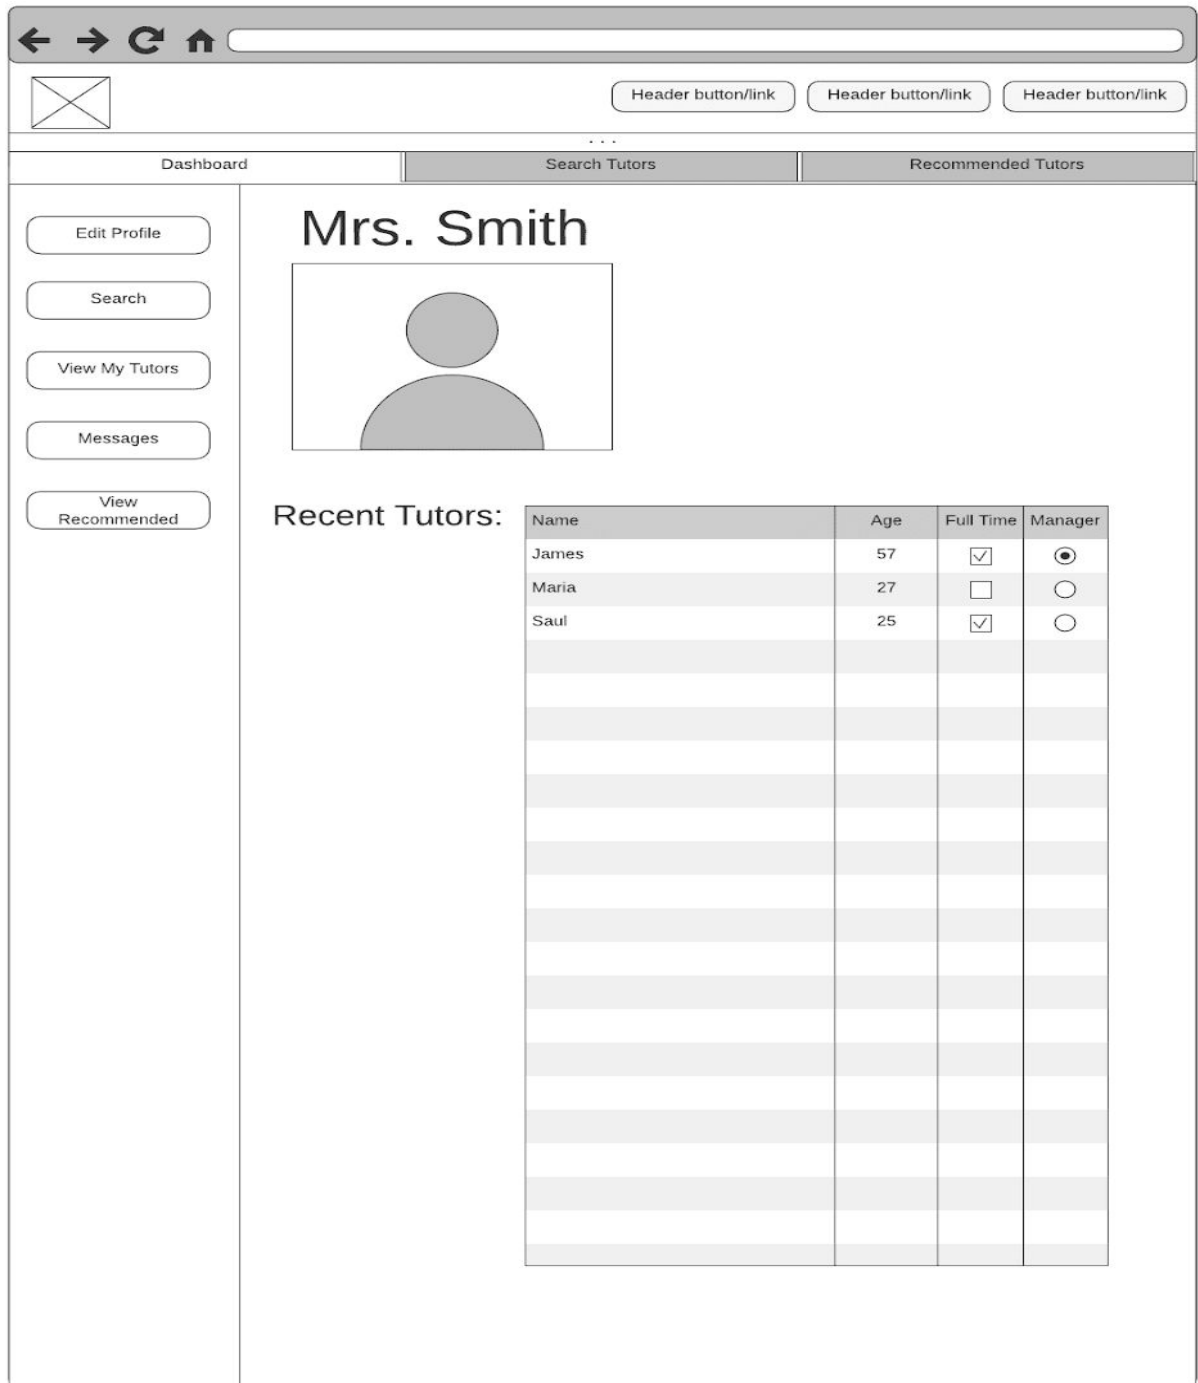 Header button/link Header button/link Header button/link
...
Dashboard Search Tutors Recommended Tutors
Edit Profile
Search
View My Tutors
Messages
View
Recommended
Mrs. Smith
Recent Tutors:
Name Age Full Time Manager
James 57
Maria 27
Saul 25